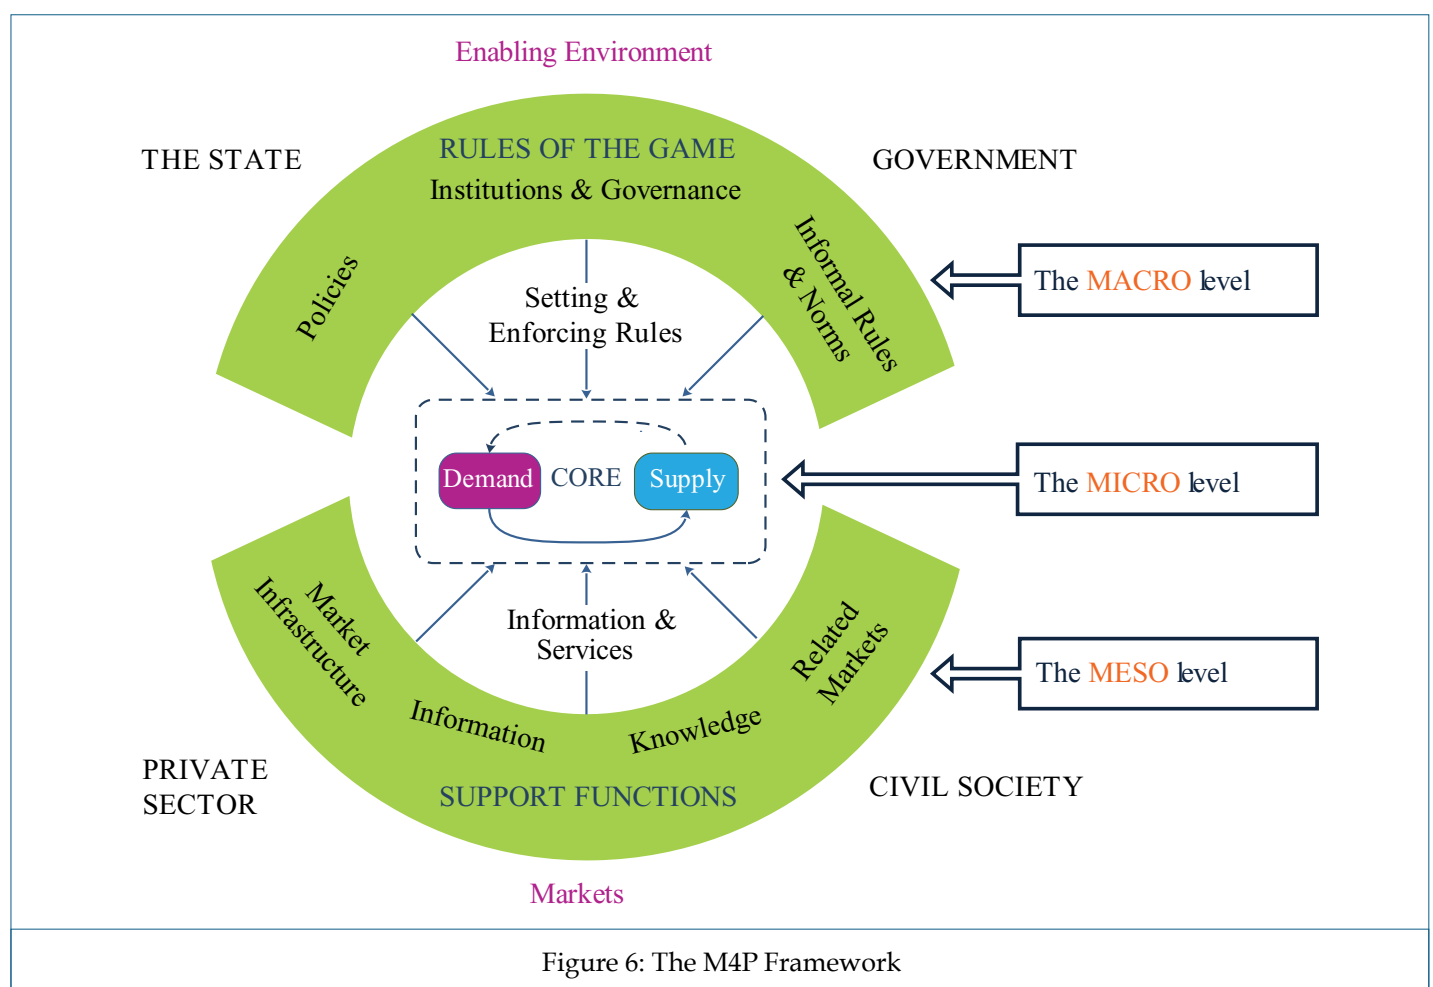 Enabling Environment
THE STATE
RULES OF THE GAME
GOVERNMENT
Institutions & Governance
Policies
Informal Rules
& Norms
Setting &
Enforcing Rules
The MACRO level
Demand
CORE
Supply
The MICRO level
Market
Infrastructure
Information &
Services
Related
Markets
The MESO level
Information
Knowledge
PRIVATE
SECTOR
SUPPORT FUNCTIONS
CIVIL SOCIETY
Markets
Figure 6: The M4P Framework